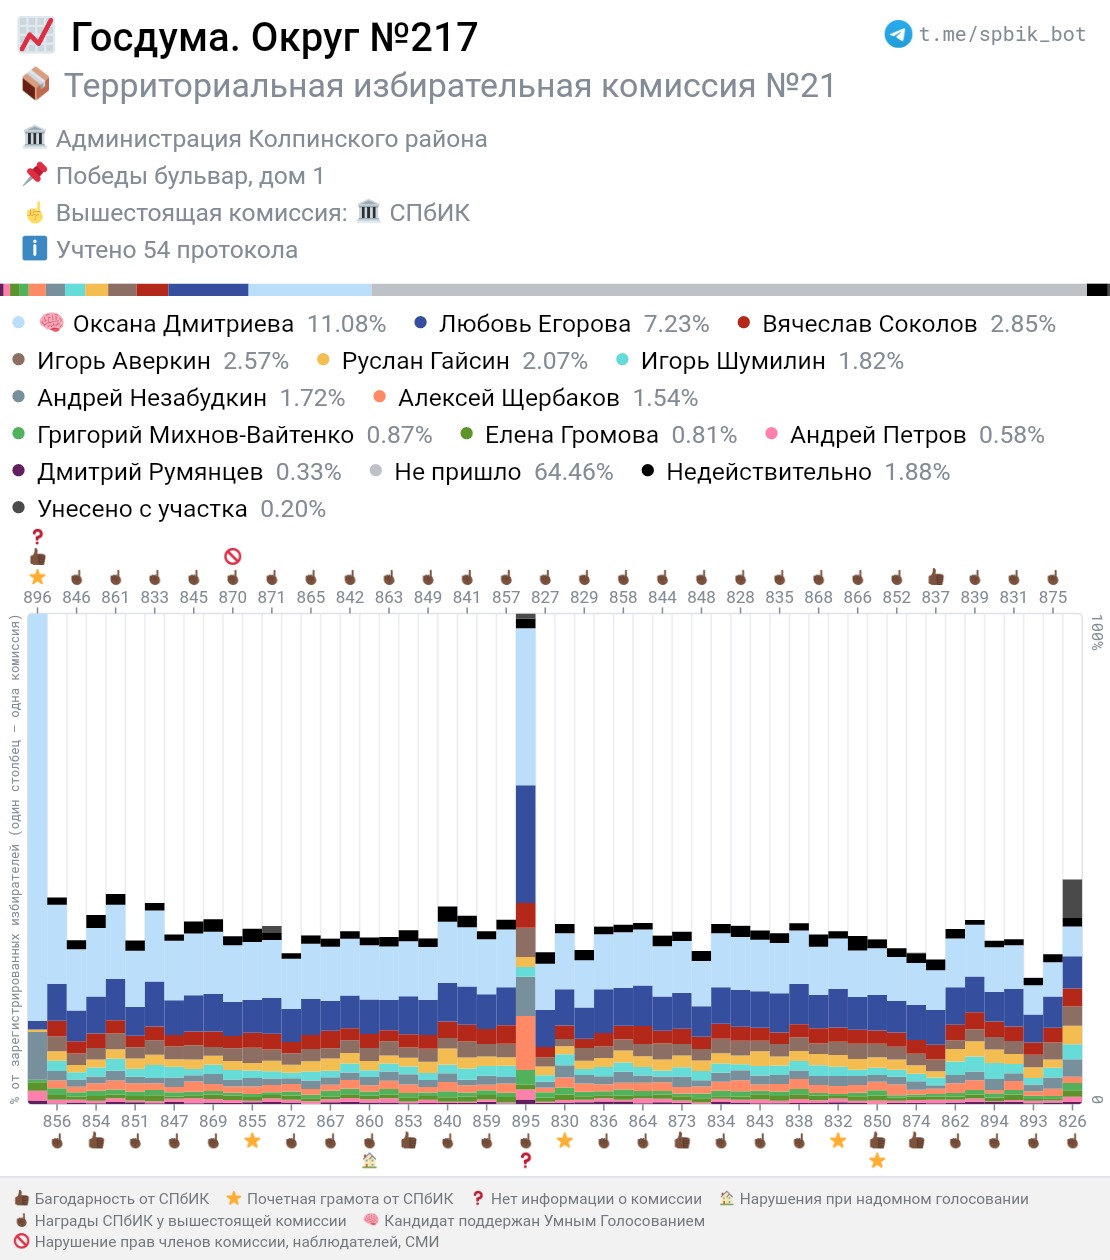 Госдума. Округ №217
t.me/spbik_bot
Территориальная избирательная комиссия №21
Администрация Колпинского района
Победы бульвар, дом 1
Вышестоящая комиссия: СПбИК
Учтено 54 протокола
Оксана Дмитриева 11.08% Любовь Егорова 7.23% Вячеслав Соколов 2.85%
Игорь Аверкин 2.57% Руслан Гайсин 2.07% Игорь Шумилин 1.82%
Андрей Незабудкин 1.72% Алексей Щербаков 1.54%
Григорий Михнов-Вайтенко 0.87% Елена Громова 0.81% Андрей Петров 0.58%
Дмитрий Румянцев 0.33% Не пришло 64.46% Недействительно 1.88%
Унесено с участка 0.20%
896 846 861 833 845 870 871 865 842 863 849 841 857 827 829 858 844 848 828 835 868 866 852 837 839 831 875
% от зарегистрированных избирателей (один столбец – одна комиссия)
100%
0
856 854 851 847 869 855 872 867 860 853 840 859 895 830 836 864 873 834 843 838 832 850 874 862 894 893 826
Багодарность от СПбИК Почетная грамота от СПбИК Нет информации о комиссии Нарушения при надомном голосовании
Награды СПбИК у вышестоящей комиссии Кандидат поддержан Умным Голосованием
Нарушение прав членов комиссии, наблюдателей, СМИ